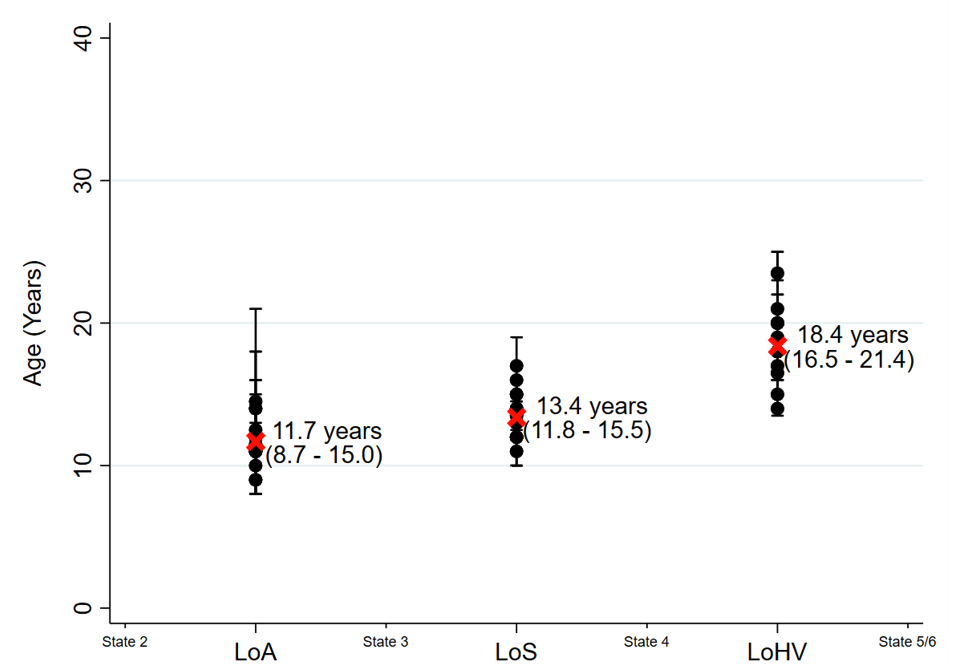 40
30
20
10
0
Age (Years)
18.4 years
(16.5 - 21.4)
13.4 years
(11.8 - 15.5)
11.7 years
(8.7 - 15.0)
State 2
LoA
State 3
LoS
State 4
LoHV
State 5/6